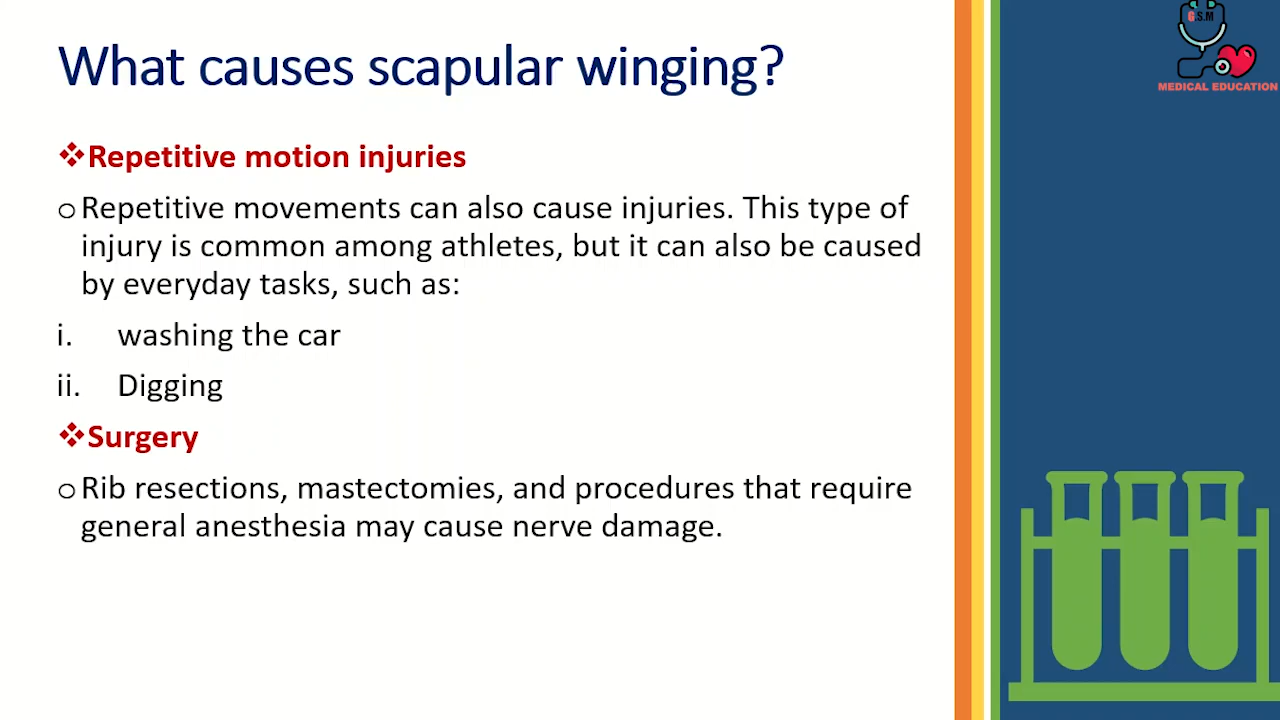 G.S.M
MEDICAL EDUCATION
What causes scapular winging?
❖Repetitive motion injuries
o Repetitive movements can also cause injuries. This type of
injury is common among athletes, but it can also be caused
by everyday tasks, such as:
i. washing the car
ii. Digging
❖Surgery
o Rib resections, mastectomies, and procedures that require
general anesthesia may cause nerve damage.